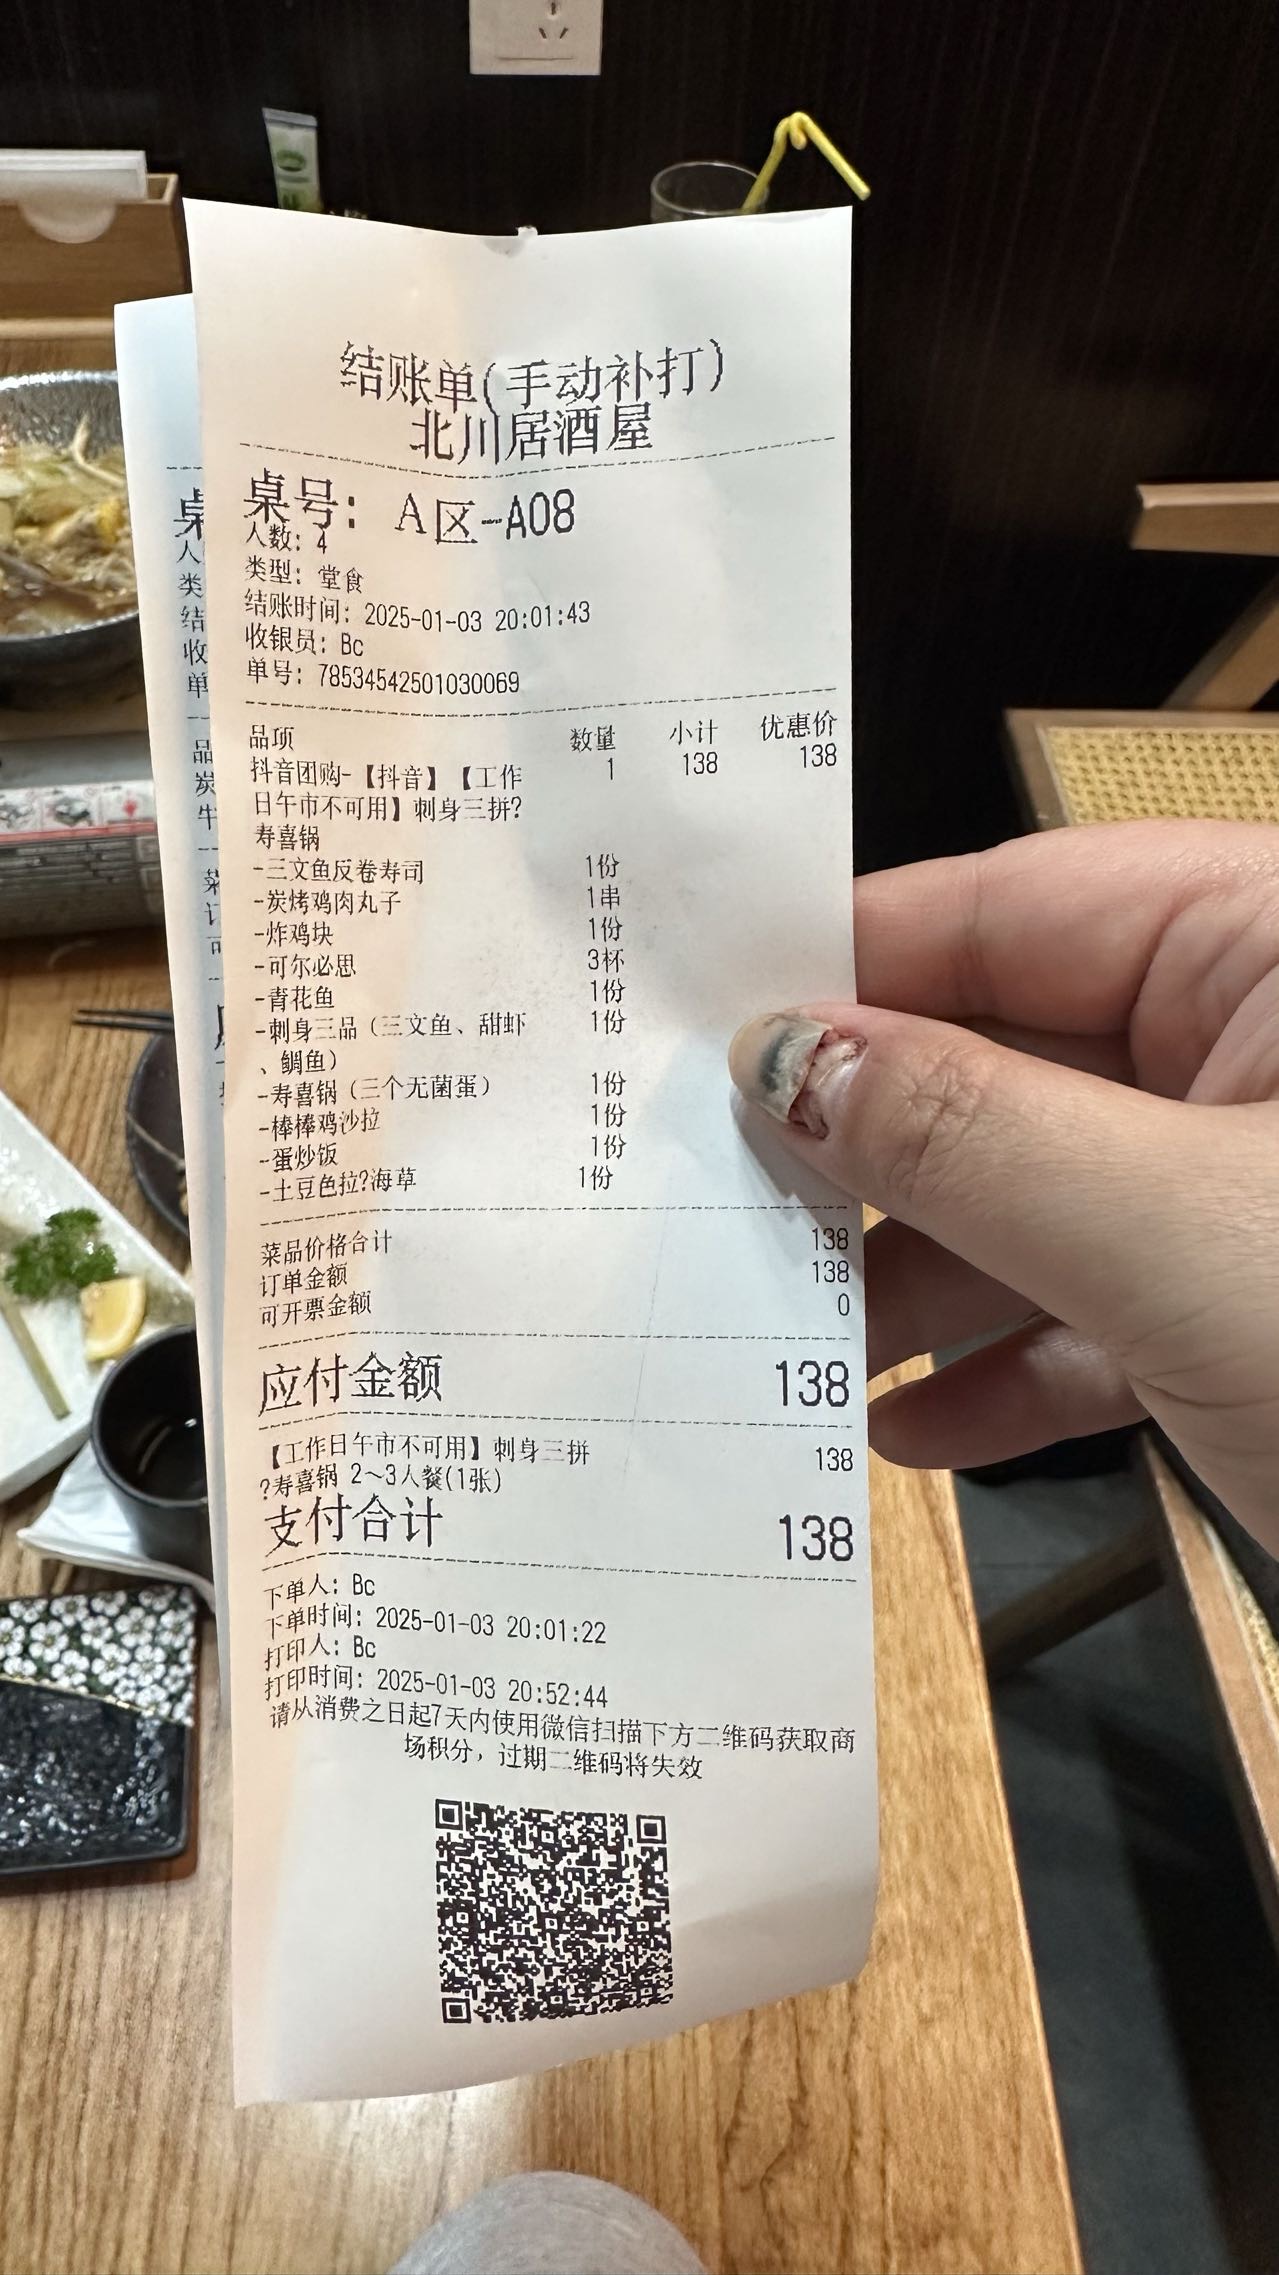 结账单(手动补打)
北川居酒屋
桌号: A区-A08
人数: 4
类型: 堂食
结账时间: 2025-01-03 20:01:43
收银员: Bc
单号: 78534542501030069
品项 数量 小计 优惠价
抖音团购-【抖音】【工作 1 138 138
日午市不可用】刺身三拼?
寿喜锅
-三文鱼反卷寿司 1份
-炭烤鸡肉丸子 1串
-炸鸡块 1份
-可尔必思 3杯
-青花鱼 1份
-刺身三品（三文鱼、甜虾 1份
、鲷鱼）
-寿喜锅（三个无菌蛋） 1份
-棒棒鸡沙拉 1份
-蛋炒饭 1份
-土豆色拉?海草 1份
菜品价格合计 138
订单金额 138
可开票金额 0
应付金额 138
【工作日午市不可用】刺身三拼 138
?寿喜锅 2~3人餐(1张)
支付合计 138
下单人: Bc
下单时间: 2025-01-03 20:01:22
打印人: Bc
打印时间: 2025-01-03 20:52:44
请从消费之日起7天内使用微信扫描下方二维码获取商
场积分，过期二维码将失效
桌
人
类
结
收
单
品
炭
牛
菜
订
可